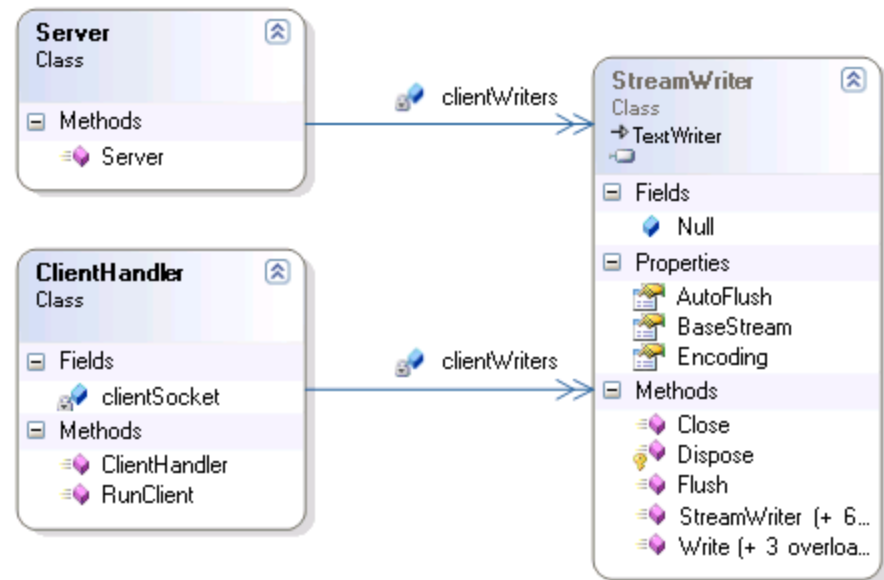 Server
Class
Methods
Server
clientWriters
ClientHandler
Class
Fields
clientSocket
Methods
ClientHandler
RunClient
clientWriters
StreamWriter
Class
TextWriter
Fields
Null
Properties
AutoFlush
BaseStream
Encoding
Methods
Close
Dispose
Flush
StreamWriter (+ 6...
Write (+ 3 overloa...